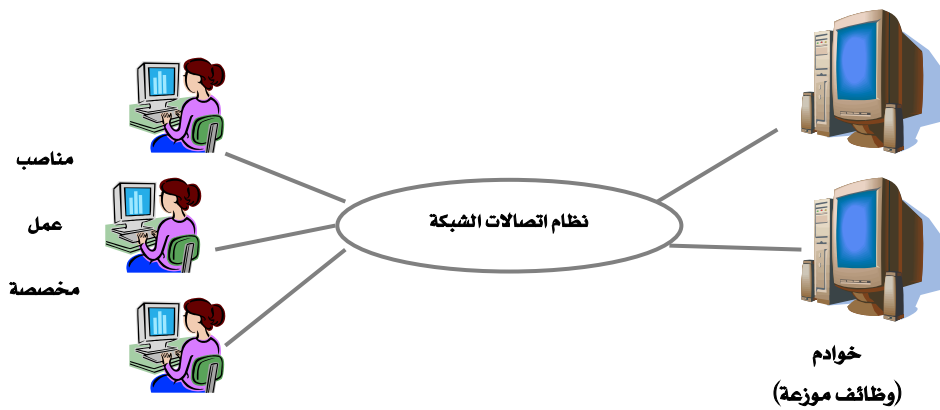 مناصب
عمل
مخصصة
نظام اتصالات الشبكة
خوادم
(وظائف موزعة)